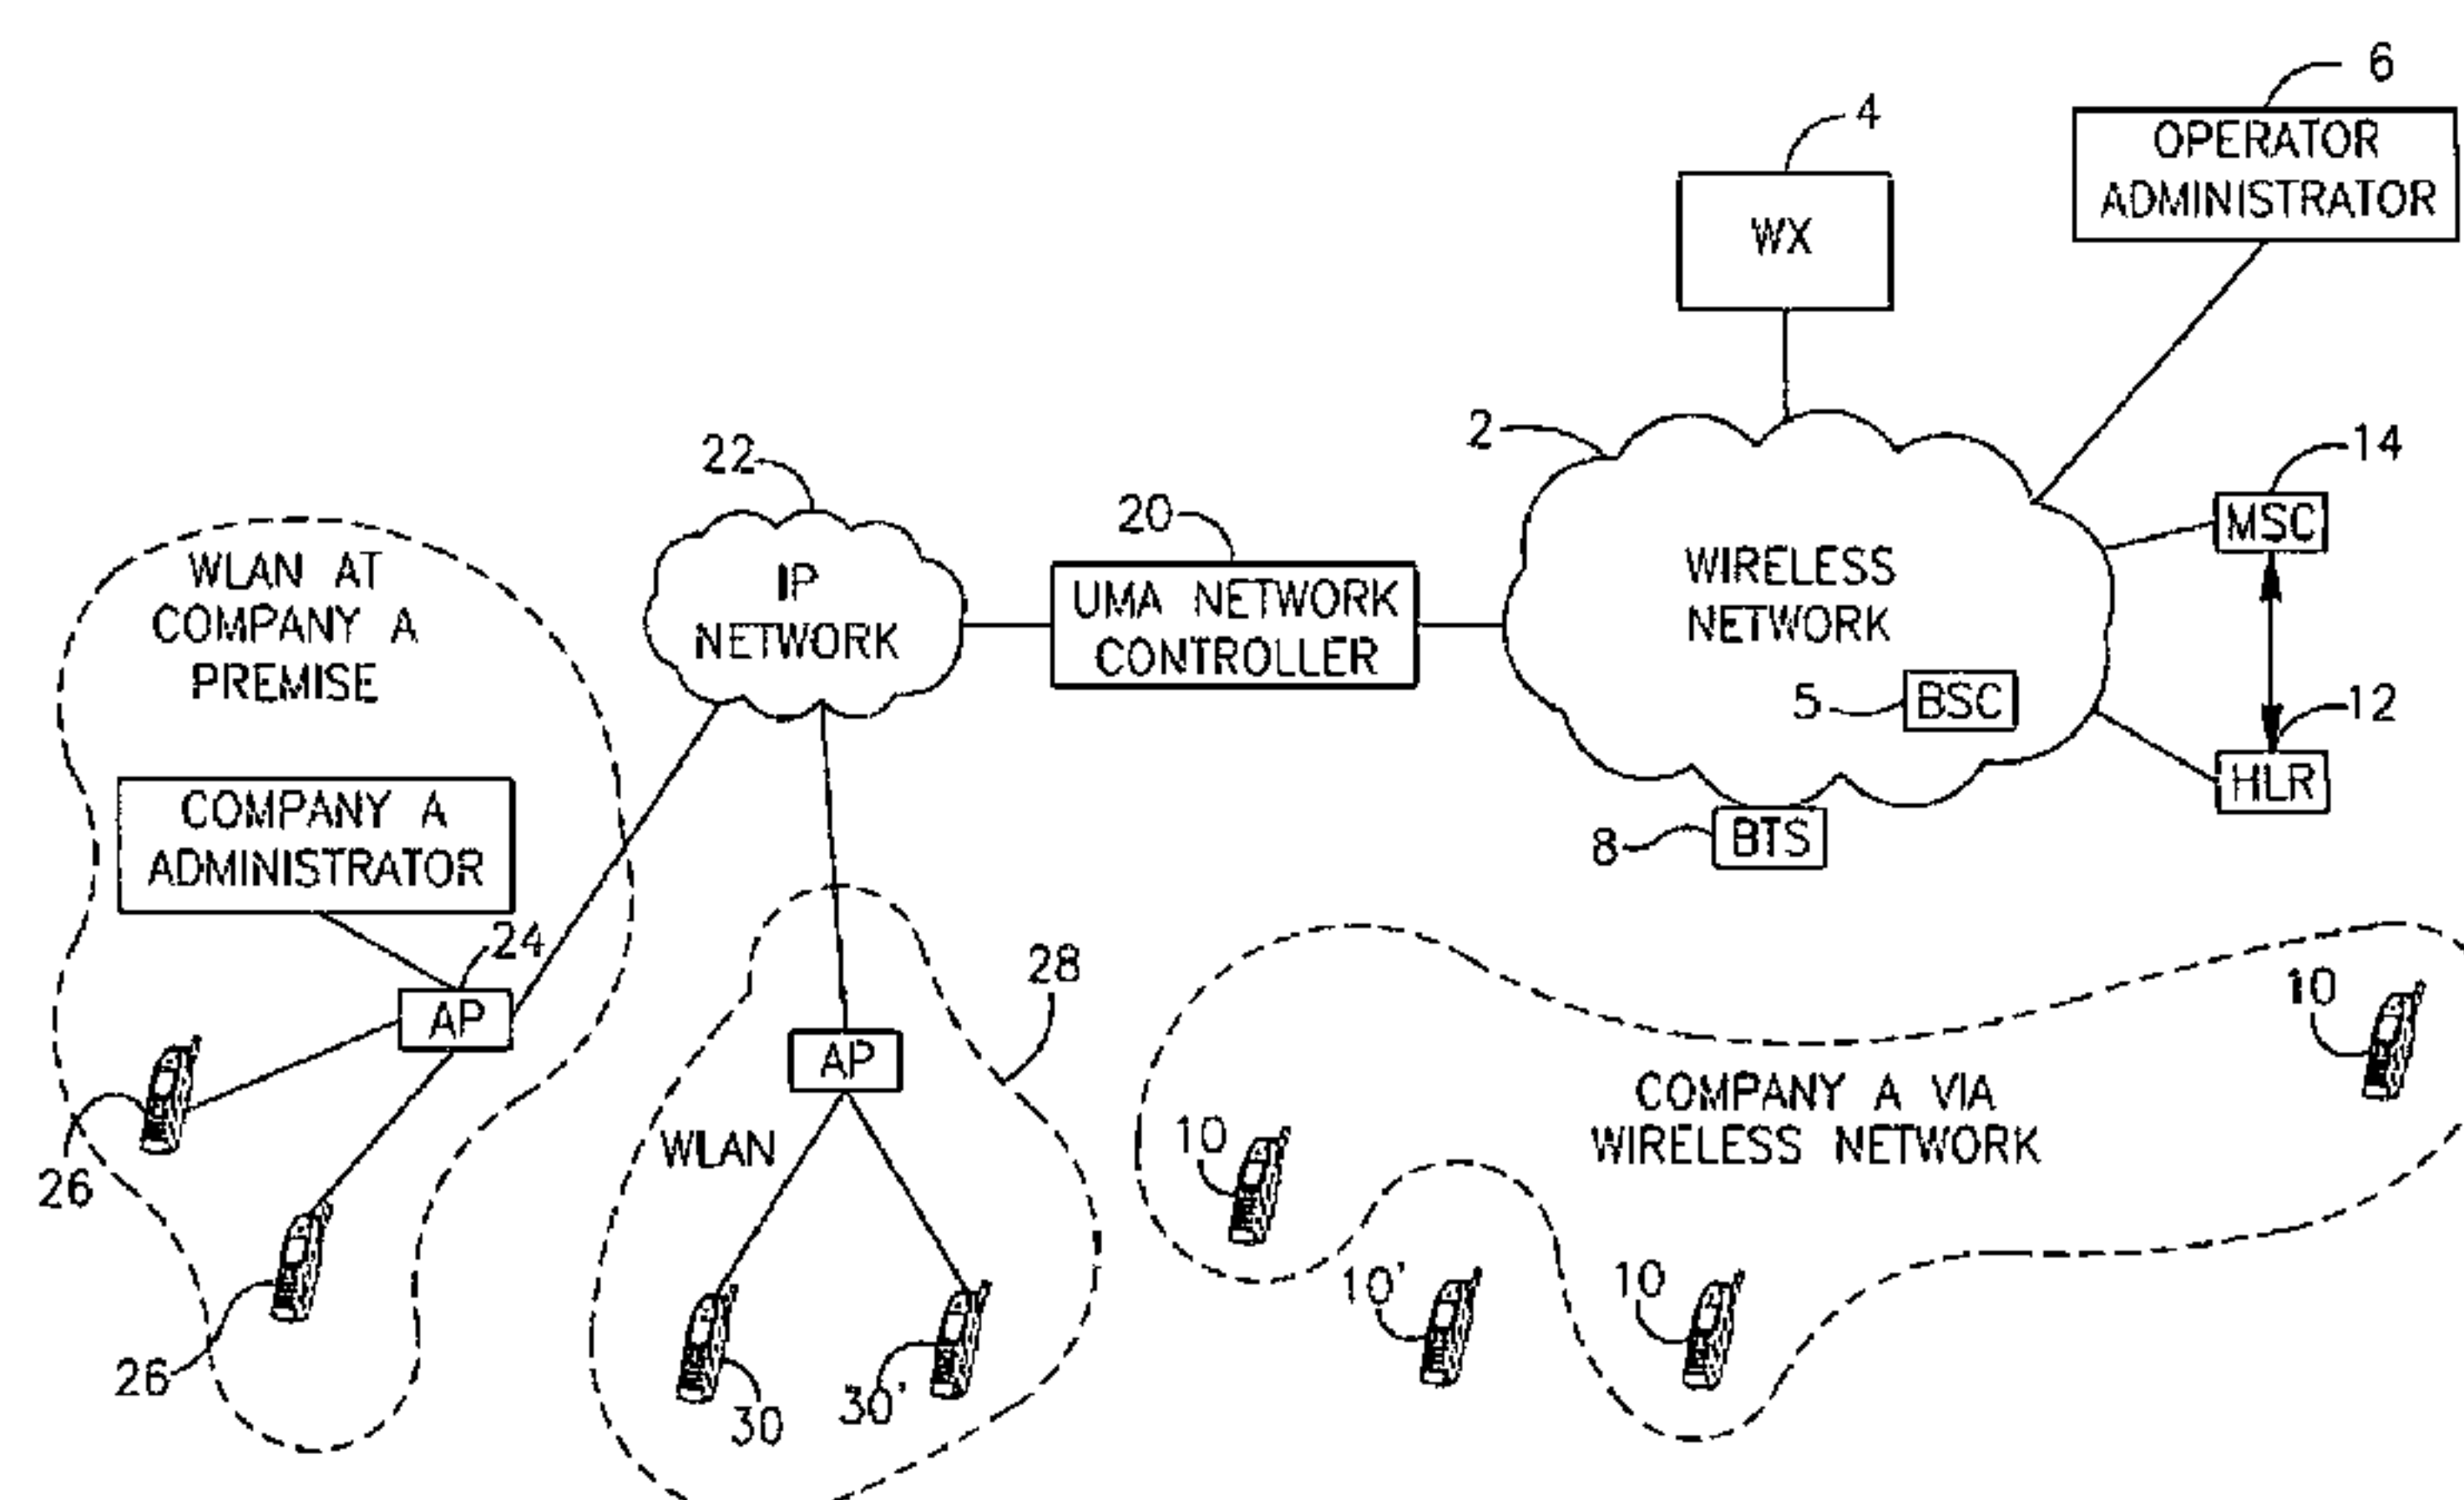 6
OPERATOR
ADMINISTRATOR
4
WX
2
14
MSC
22
20
IP
NETWORK
UMA NETWORK
CONTROLLER
WIRELESS
NETWORK
5
BSC
12
HLR
8
BTS
WLAN AT
COMPANY A
PREMISE
COMPANY A
ADMINISTRATOR
24
AP
26
26
28
AP
WLAN
30
30'
10
COMPANY A VIA
WIRELESS NETWORK
10
10'
10